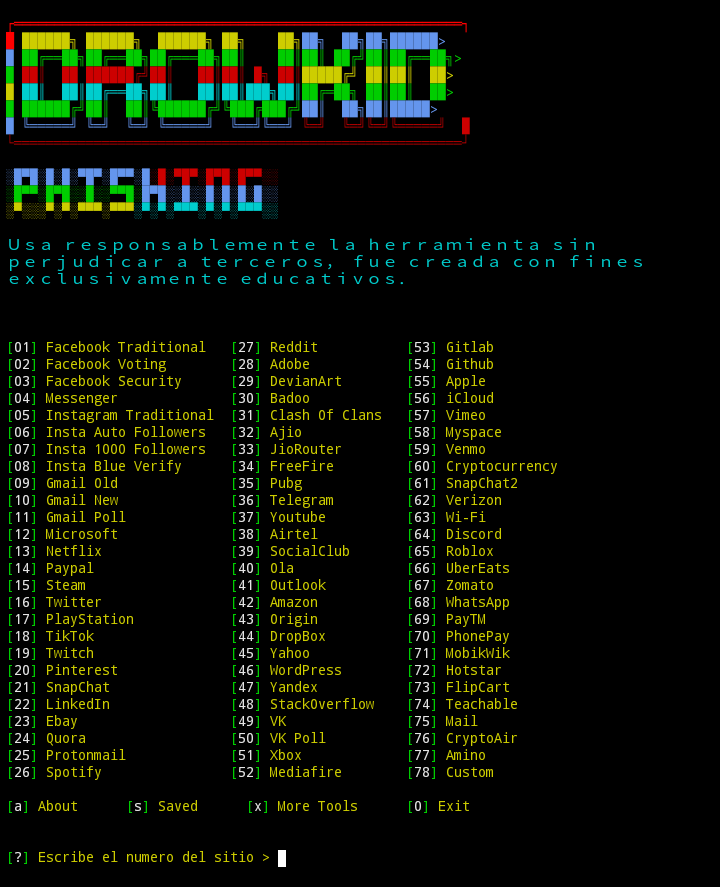 DROWKID
PHISHING
Usa responsablemente la herramienta sin
perjudicar a terceros, fue creada con fines
exclusivamente educativos.
[01] Facebook Traditional [27] Reddit [53] Gitlab
[02] Facebook Voting [28] Adobe [54] Github
[03] Facebook Security [29] DevianArt [55] Apple
[04] Messenger [30] Badoo [56] iCloud
[05] Instagram Traditional [31] Clash Of Clans [57] Vimeo
[06] Insta Auto Followers [32] Ajio [58] Myspace
[07] Insta 1000 Followers [33] JioRouter [59] Venmo
[08] Insta Blue Verify [34] FreeFire [60] Cryptocurrency
[09] Gmail Old [35] Pubg [61] SnapChat2
[10] Gmail New [36] Telegram [62] Verizon
[11] Gmail Poll [37] Youtube [63] Wi-Fi
[12] Microsoft [38] Airtel [64] Discord
[13] Netflix [39] SocialClub [65] Roblox
[14] Paypal [40] Ola [66] UberEats
[15] Steam [41] Outlook [67] Zomato
[16] Twitter [42] Amazon [68] WhatsApp
[17] PlayStation [43] Origin [69] PayTM
[18] TikTok [44] DropBox [70] PhonePay
[19] Twitch [45] Yahoo [71] MobikWik
[20] Pinterest [46] WordPress [72] Hotstar
[21] SnapChat [47] Yandex [73] FlipCart
[22] LinkedIn [48] StackOverflow [74] Teachable
[23] Ebay [49] VK [75] Mail
[24] Quora [50] VK Poll [76] CryptoAir
[25] Protonmail [51] Xbox [77] Amino
[26] Spotify [52] Mediafire [78] Custom
[a] About [s] Saved [x] More Tools [0] Exit
[?] Escribe el numero del sitio >